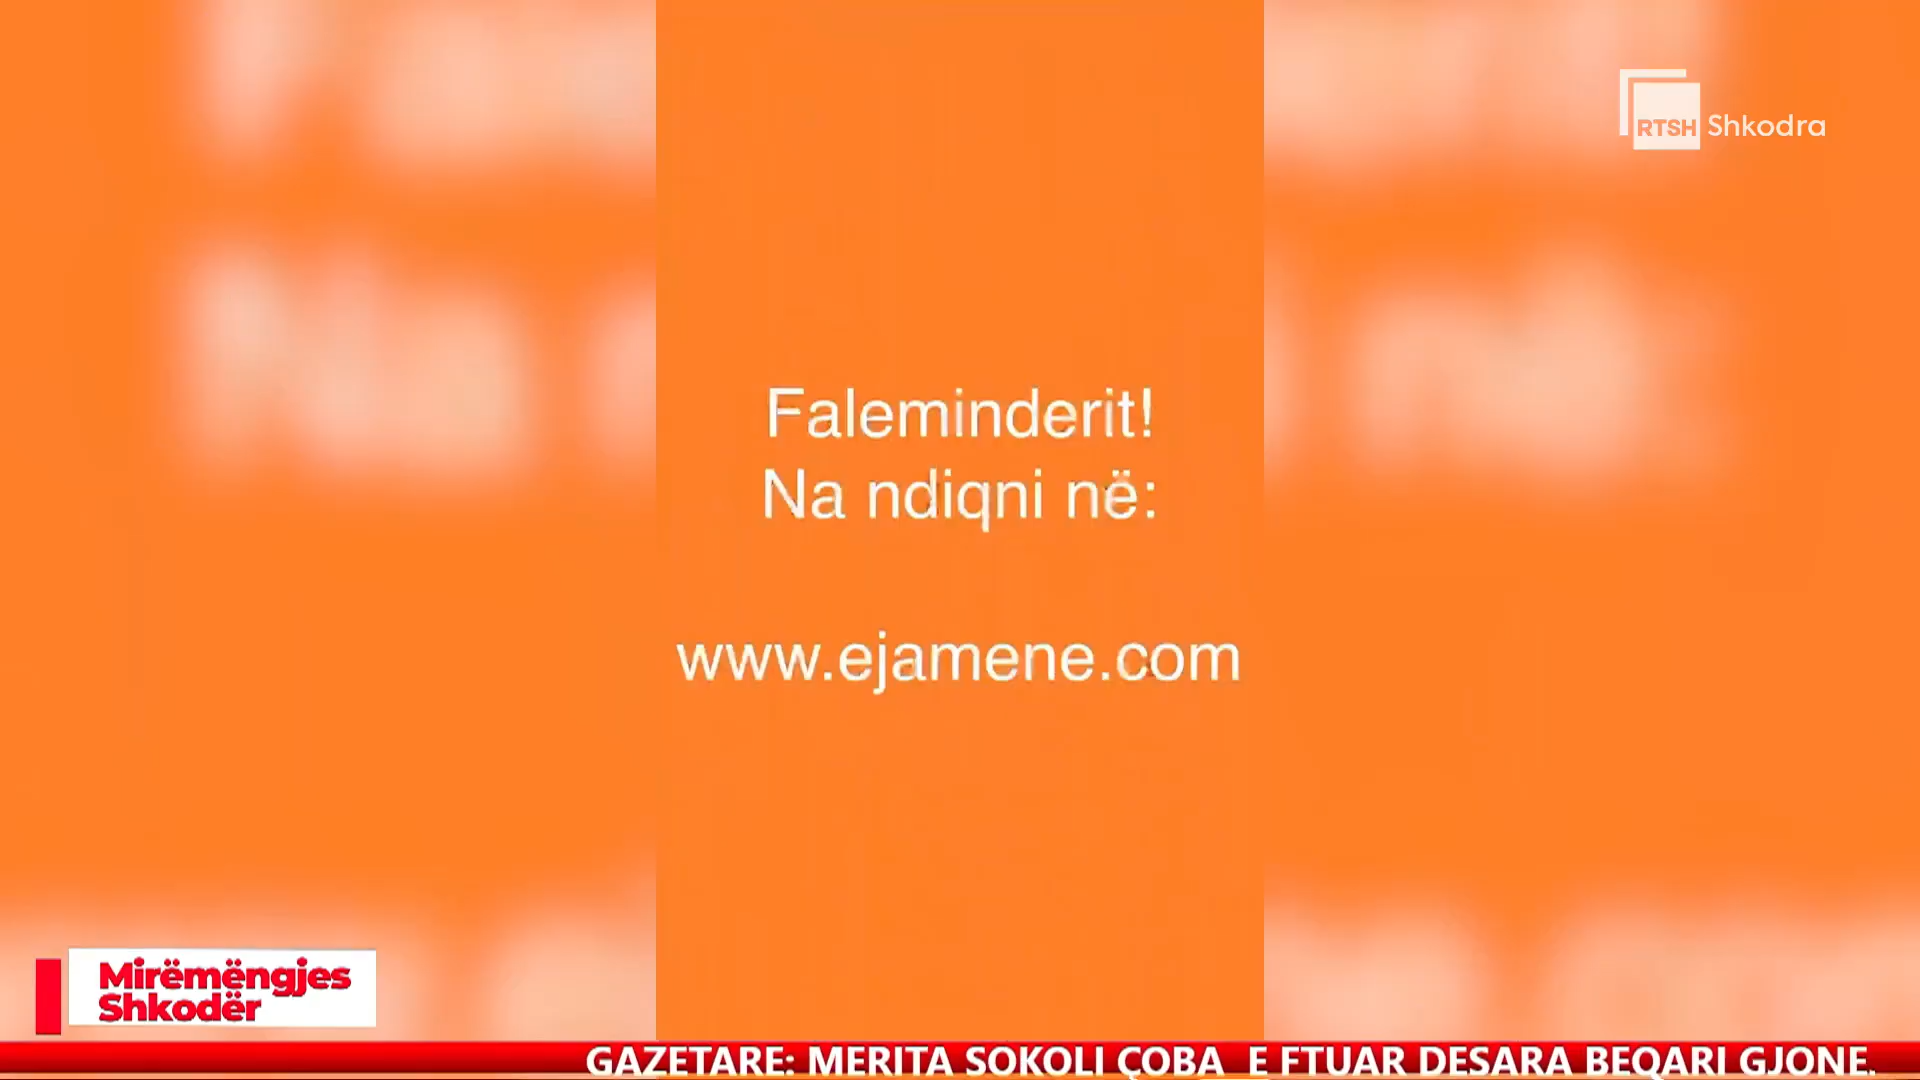 RTSH Shkodra
Faleminderit!
Na ndiqni në:
www.ejamene.com
Mirëmëngjes
Shkodër
GAZETARE: MERITA SOKOLI ÇOBA E FTUAR DESARA BEQARI GJONE.